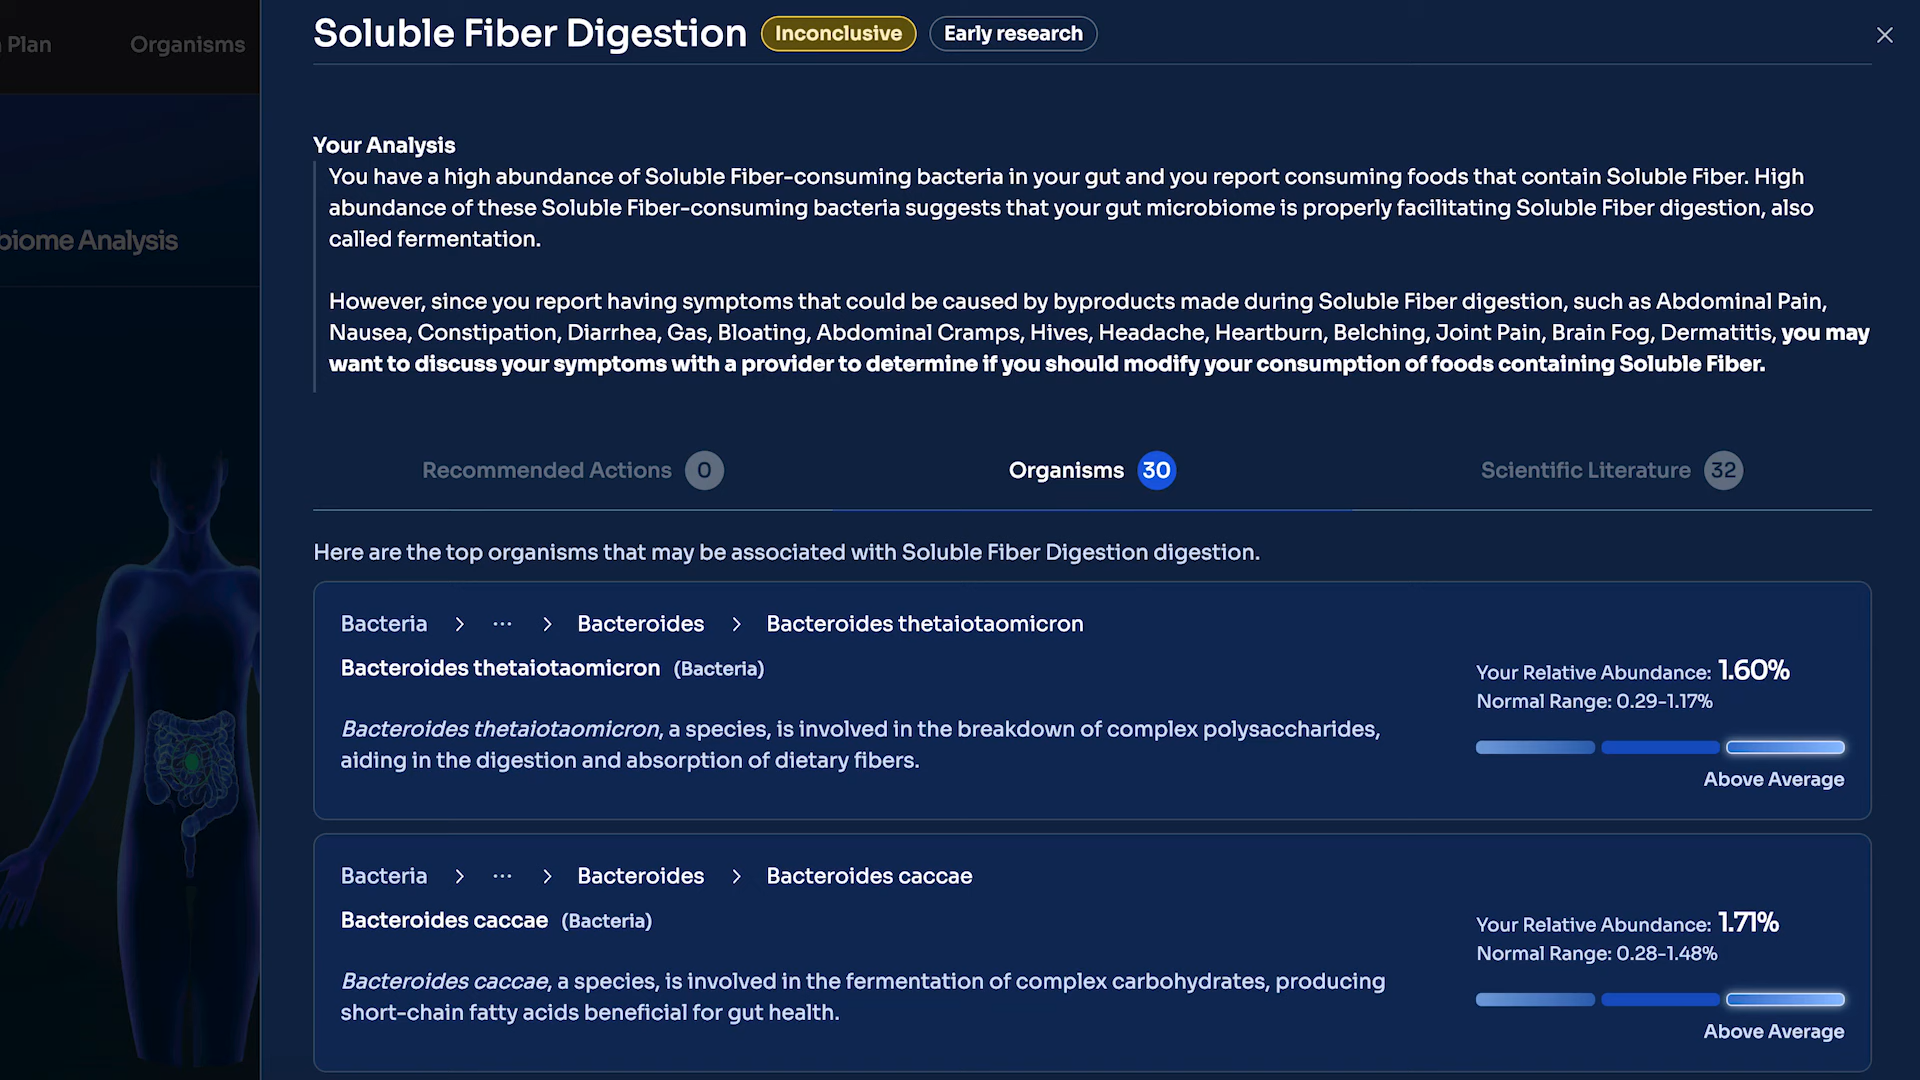 Plan
Organisms
Soluble Fiber Digestion
Inconclusive
Early research
biome Analysis
Your Analysis
You have a high abundance of Soluble Fiber-consuming bacteria in your gut and you report consuming foods that contain Soluble Fiber. High
abundance of these Soluble Fiber-consuming bacteria suggests that your gut microbiome is properly facilitating Soluble Fiber digestion, also
called fermentation.
However, since you report having symptoms that could be caused by byproducts made during Soluble Fiber digestion, such as Abdominal Pain,
Nausea, Constipation, Diarrhea, Gas, Bloating, Abdominal Cramps, Hives, Headache, Heartburn, Belching, Joint Pain, Brain Fog, Dermatitis, you may
want to discuss your symptoms with a provider to determine if you should modify your consumption of foods containing Soluble Fiber.
Recommended Actions 0
Organisms 30
Scientific Literature 32
Here are the top organisms that may be associated with Soluble Fiber Digestion digestion.
Bacteria > ... > Bacteroides > Bacteroides thetaiotaomicron
Bacteroides thetaiotaomicron (Bacteria)
Bacteroides thetaiotaomicron, a species, is involved in the breakdown of complex polysaccharides,
aiding in the digestion and absorption of dietary fibers.
Your Relative Abundance: 1.60%
Normal Range: 0.29-1.17%
Above Average
Bacteria > ... > Bacteroides > Bacteroides caccae
Bacteroides caccae (Bacteria)
Bacteroides caccae, a species, is involved in the fermentation of complex carbohydrates, producing
short-chain fatty acids beneficial for gut health.
Your Relative Abundance: 1.71%
Normal Range: 0.28-1.48%
Above Average